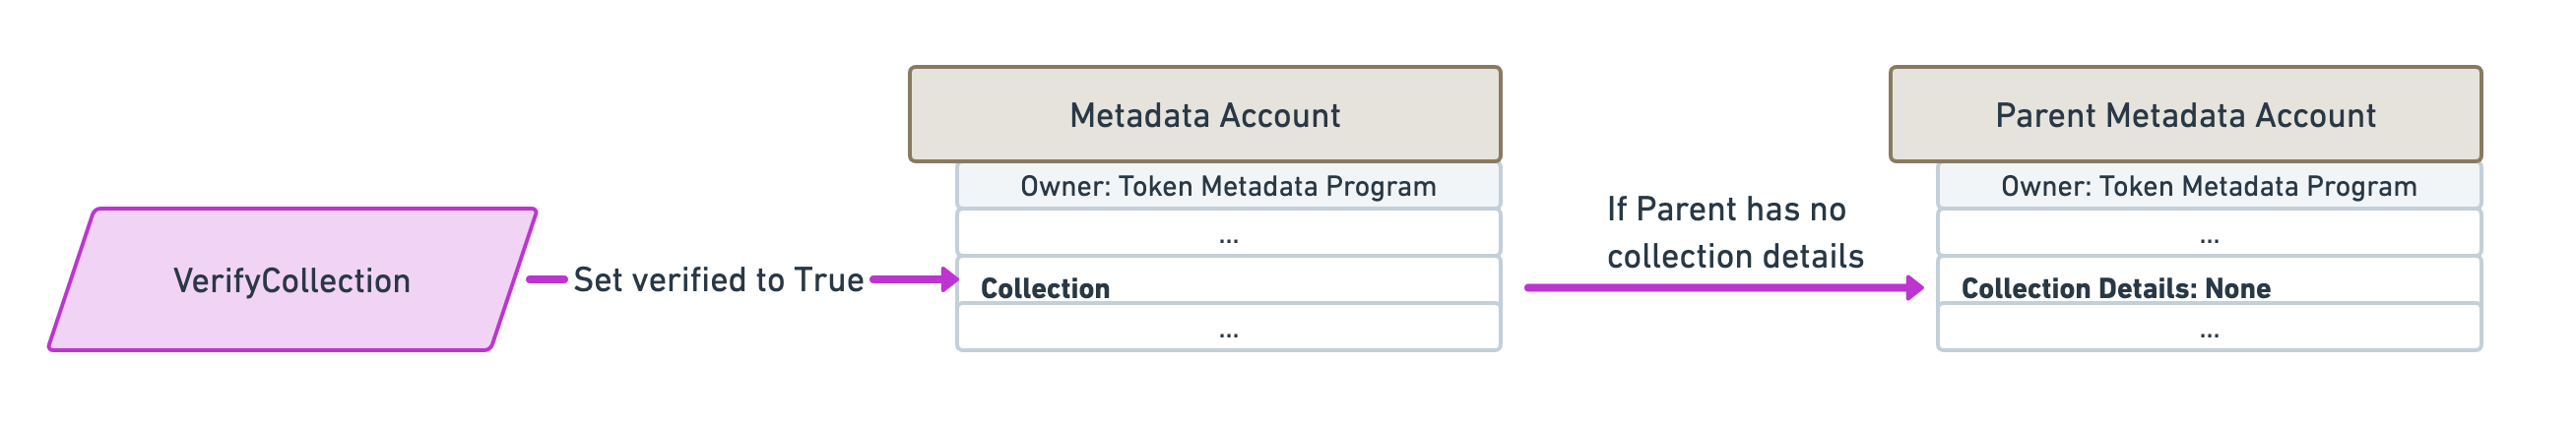 VerifyCollection
Set verified to True
Metadata Account
Owner: Token Metadata Program
...
Collection
...
If Parent has no
collection details
Parent Metadata Account
Owner: Token Metadata Program
...
Collection Details: None
...